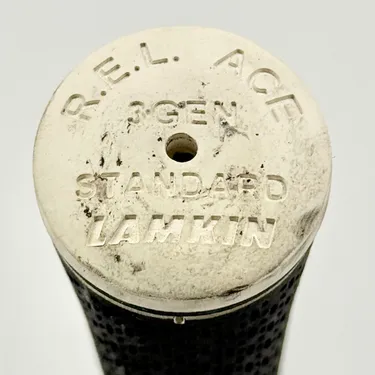 R.E.L. ACE
3GEN
STANDARD
LAMKIN